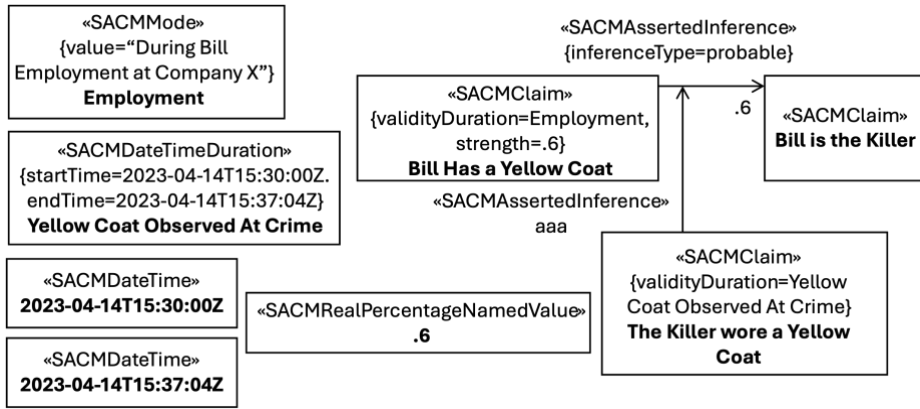 «SACMMode»
{value=“During Bill
Employment at Company X”}
Employment
«SACMDateTimeDuration»
{startTime=2023-04-14T15:30:00Z.
endTime=2023-04-14T15:37:04Z}
Yellow Coat Observed At Crime
«SACMDateTime»
2023-04-14T15:30:00Z
«SACMDateTime»
2023-04-14T15:37:04Z
«SACMRealPercentageNamedValue»
.6
«SACMAssertedInference»
{inferenceType=probable}
«SACMClaim»
{validityDuration=Employment,
strength=.6}
Bill Has a Yellow Coat
.6
«SACMClaim»
Bill is the Killer
«SACMAssertedInference»
aaa
«SACMClaim»
{validityDuration=Yellow
Coat Observed At Crime}
The Killer wore a Yellow
Coat